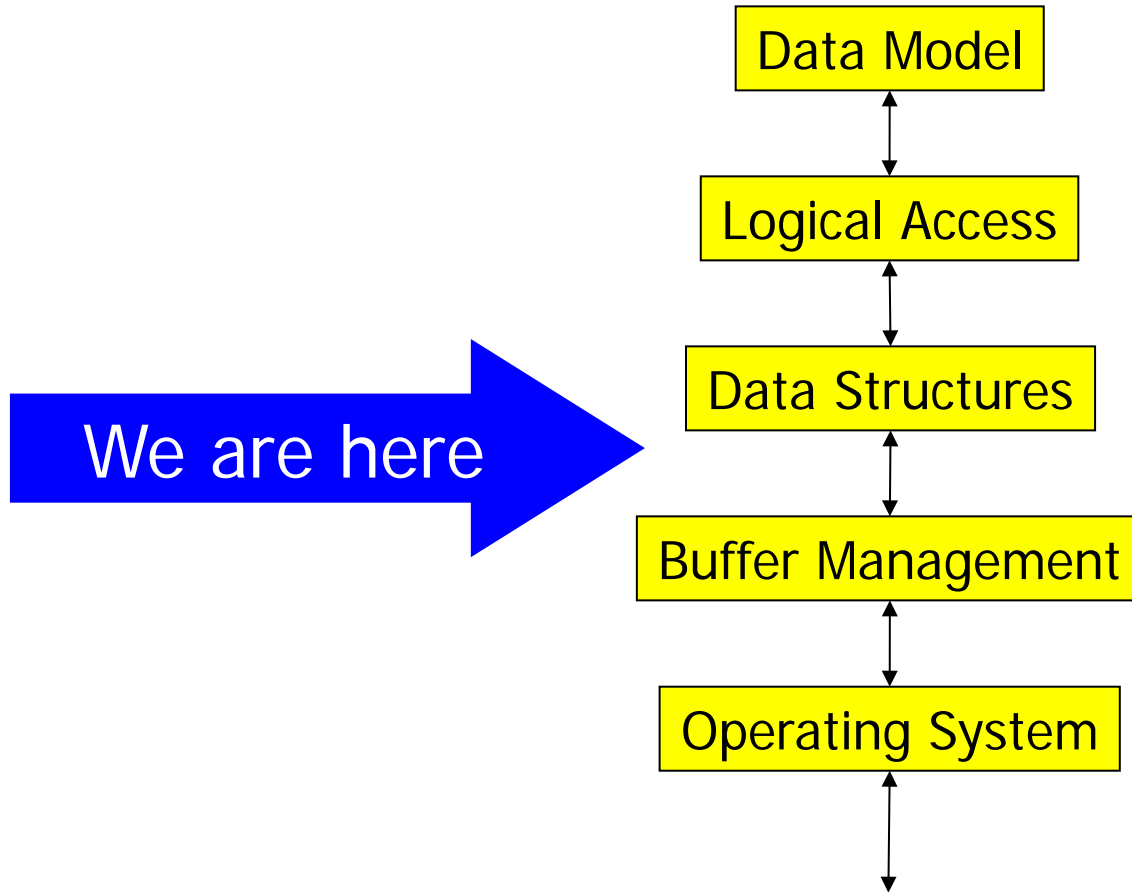 Data Model
Logical Access
Data Structures
We are here
Buffer Management
Operating System